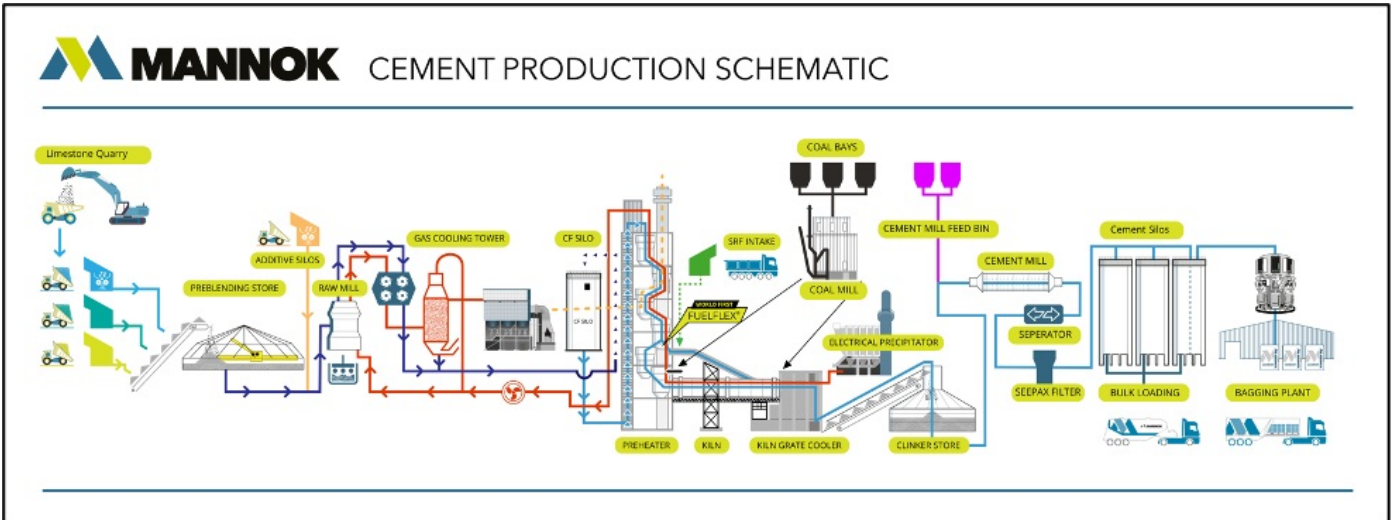 MANNOK CEMENT PRODUCTION SCHEMATIC
Limestone Quarry
COAL BAYS
ADDITIVE SILOS
GAS COOLING TOWER
CF SILO
SRF INTAKE
CEMENT MILL FEED BIN
Cement Silos
PREBLENDING STORE
RAW MILL
CF SILO
COAL MILL
CEMENT MILL
WORLD FIRST
FUELFLEX
SEPERATOR
ELECTRICAL PRECIPITATOR
SEEPAX FILTER
BULK LOADING
BAGGING PLANT
PREHEATER
KILN
KILN GRATE COOLER
CLINKER STORE
MANNOK